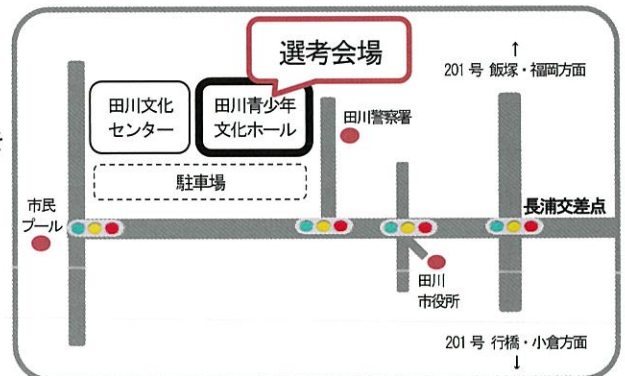 選考会場
↑
201号 飯塚・福岡方面
田川文化
センター
田川青少年
文化ホール
田川警察署
駐車場
市民
プール
長浦交差点
田川
市役所
201号 行橋・小倉方面
↓